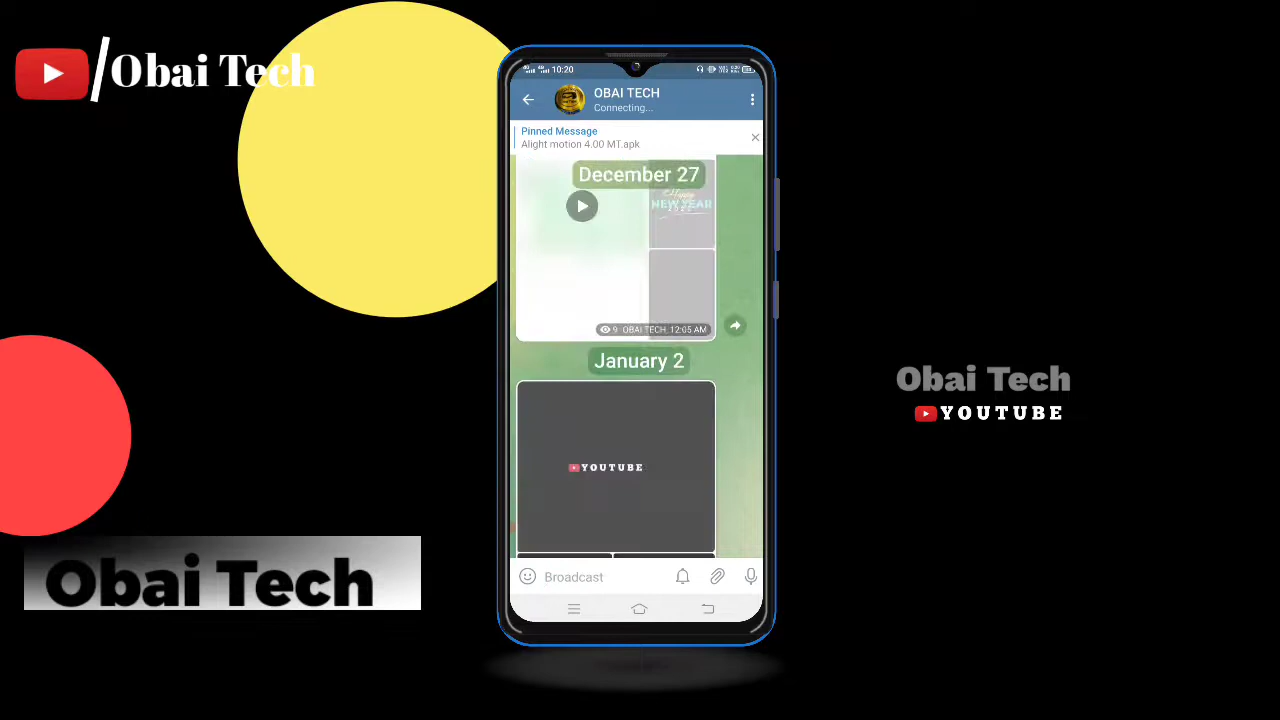 Obai Tech
10:20
OBAI TECH
Connecting...
Pinned Message
Alight motion 4.00 MT.apk
December 27
Happy
NEW YEAR
9 OBAI TECH, 12:05 AM
January 2
YOUTUBE
Broadcast
Obai Tech
YOUTUBE
Obai Tech